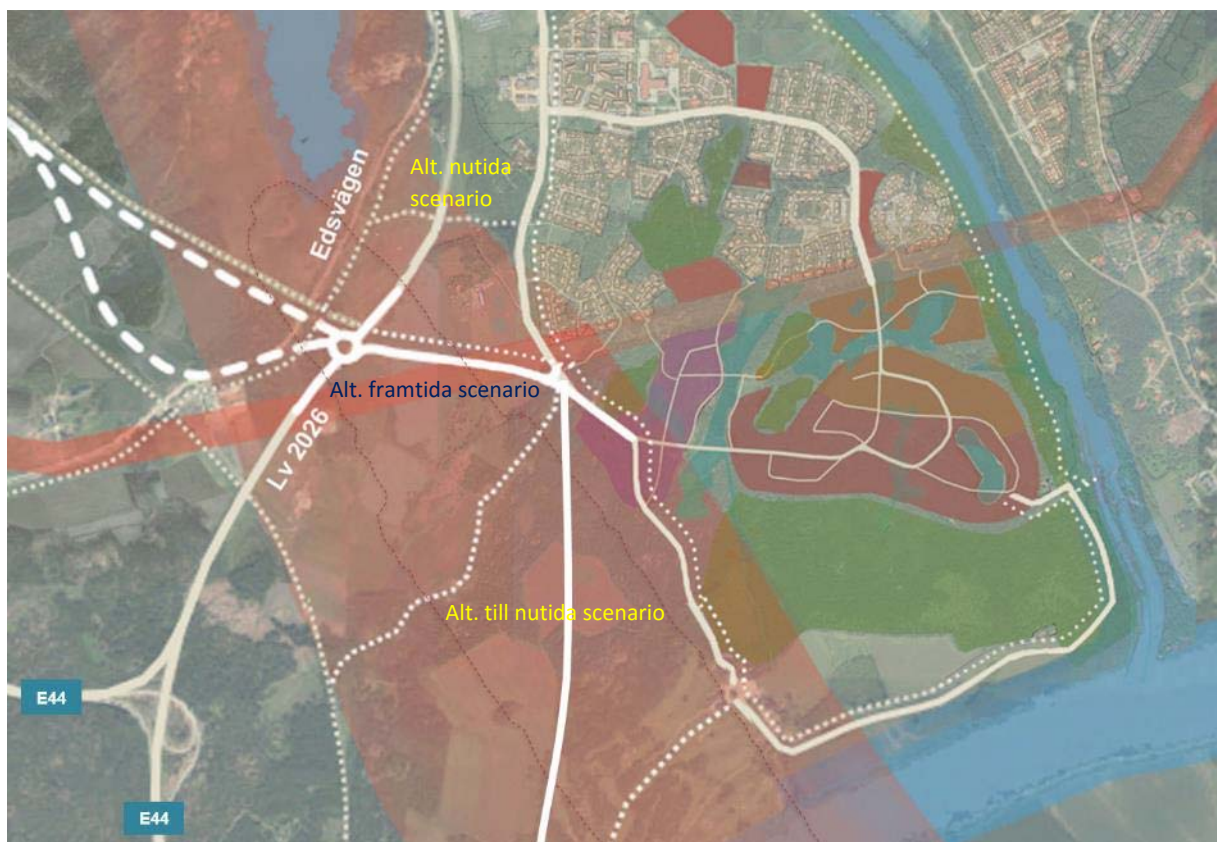 Alt. nutida
scenario
Edsvägen
Alt. framtida scenario
Lv 2026
Alt. till nutida scenario
E44
E44